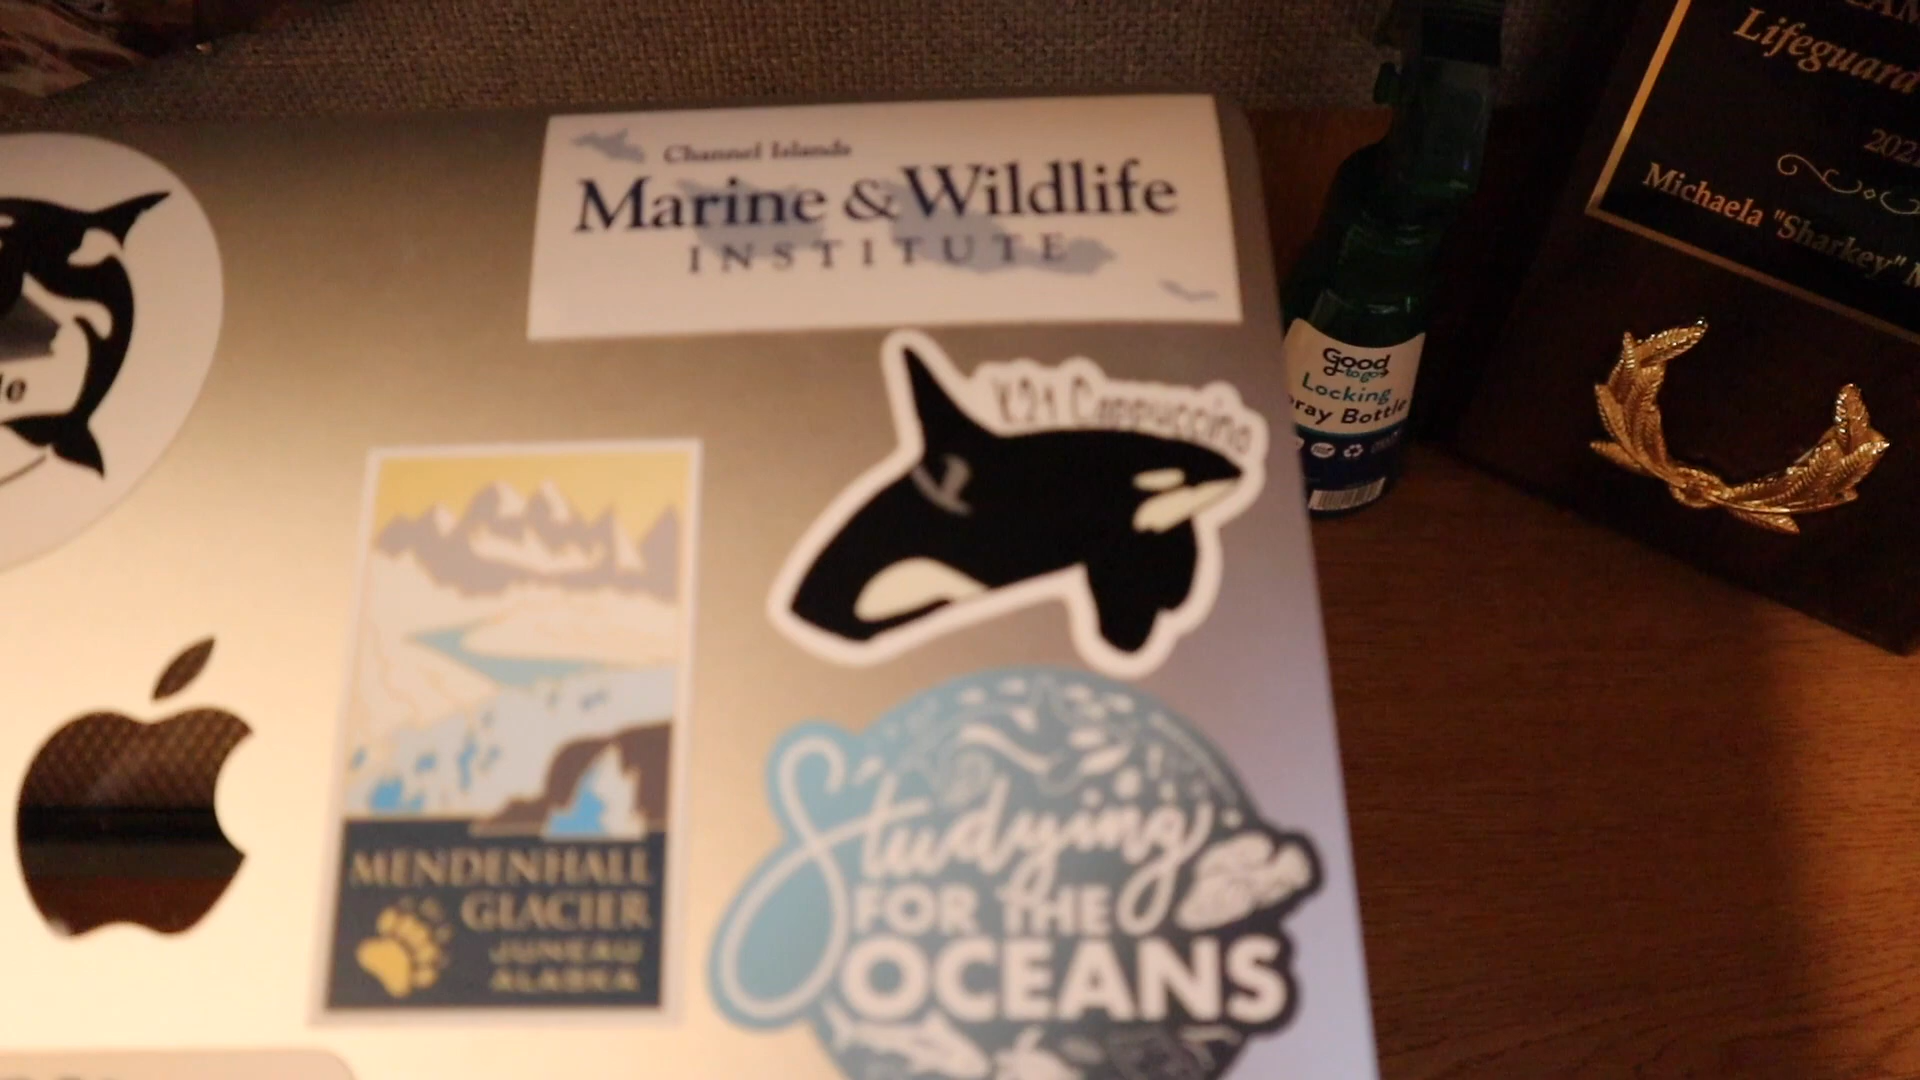 Channel Islands
Marine & Wildlife
INSTITUTE
K21 Cappuccino
MENDENHALL
GLACIER
JUNEAU
ALASKA
Studying
FOR THE
OCEANS
Good
to go
Locking
Spray Bottle
Lifeguard
Michaela "Sharkey"